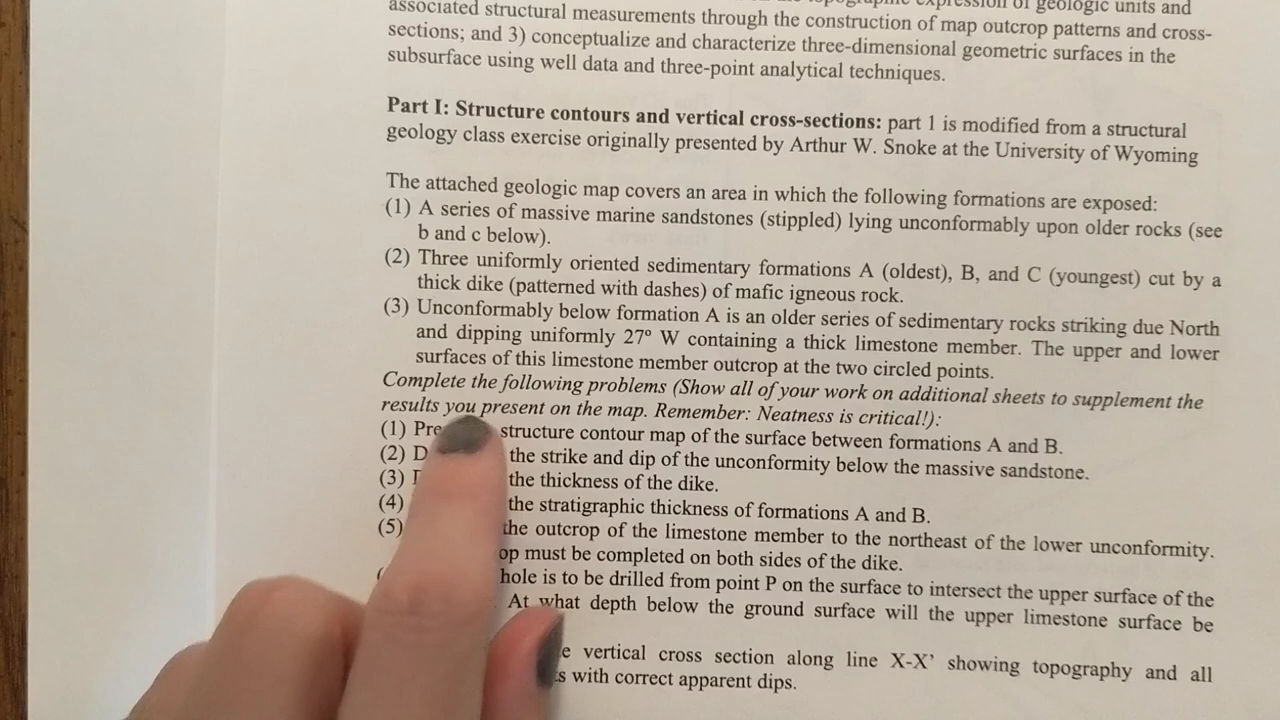 expression of geologic units and
associated structural measurements through the construction of map outcrop patterns and cross-
sections; and 3) conceptualize and characterize three-dimensional geometric surfaces in the
subsurface using well data and three-point analytical techniques.
Part I: Structure contours and vertical cross-sections: part 1 is modified from a structural
geology class exercise originally presented by Arthur W. Snoke at the University of Wyoming
The attached geologic map covers an area in which the following formations are exposed:
(1) A series of massive marine sandstones (stippled) lying unconformably upon older rocks (see
b and c below).
(2) Three uniformly oriented sedimentary formations A (oldest), B, and C (youngest) cut by a
thick dike (patterned with dashes) of mafic igneous rock.
(3) Unconformably below formation A is an older series of sedimentary rocks striking due North
and dipping uniformly 27º W containing a thick limestone member. The upper and lower
surfaces of this limestone member outcrop at the two circled points.
Complete the following problems (Show all of your work on additional sheets to supplement the
results you present on the map. Remember: Neatness is critical!):
(1) structure contour map of the surface between formations A and B.
(2) the strike and dip of the unconformity below the massive sandstone.
(3) the thickness of the dike.
(4) the stratigraphic thickness of formations A and B.
(5) the outcrop of the limestone member to the northeast of the lower unconformity.
must be completed on both sides of the dike.
hole is to be drilled from point P on the surface to intersect the upper surface of the
At what depth below the ground surface will the upper limestone surface be
vertical cross section along line X-X' showing topography and all
with correct apparent dips.